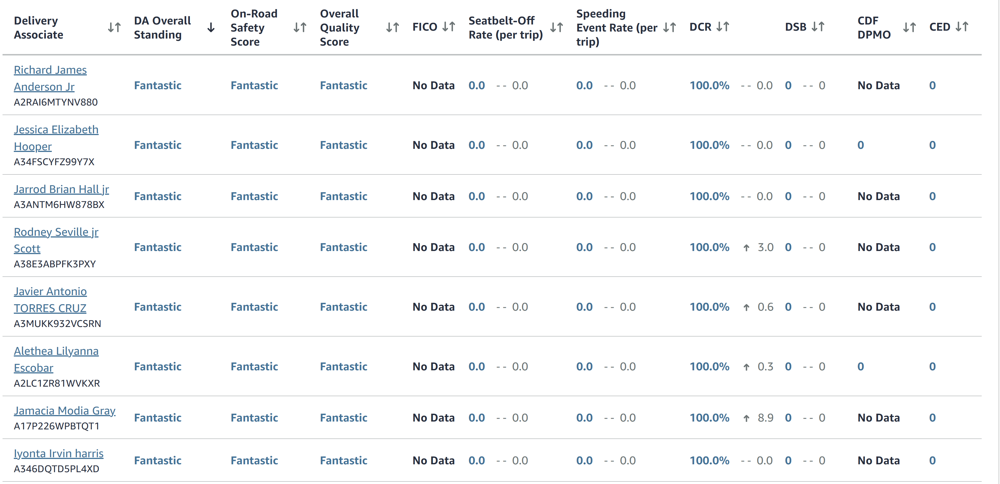 Delivery Associate ↓↑ DA Overall Standing ↓ On-Road Safety Score ↓↑ Overall Quality Score ↓↑ FICO ↓↑ Seatbelt-Off Rate (per trip) ↓↑ Speeding Event Rate (per trip) ↓↑ DCR ↓↑ DSB ↓↑ CDF DPMO ↓↑ CED ↓↑
Richard James
Anderson Jr
A2RAI6MTYNV880
Fantastic Fantastic Fantastic No Data 0.0 -- 0.0 0.0 -- 0.0 100.0% -- 0.0 0 -- 0 No Data 0
Jessica Elizabeth
Hooper
A34FSCYFZ99Y7X
Fantastic Fantastic Fantastic No Data 0.0 -- 0.0 0.0 -- 0.0 100.0% -- 0.0 0 -- 0 0 0
Jarrod Brian Hall jr
A3ANTM6HW878BX
Fantastic Fantastic Fantastic No Data 0.0 -- 0.0 0.0 -- 0.0 100.0% -- 0.0 0 -- 0 No Data 0
Rodney Seville jr
Scott
A38E3ABPFK3PXY
Fantastic Fantastic Fantastic No Data 0.0 -- 0.0 0.0 -- 0.0 100.0% ↑ 3.0 0 -- 0 No Data 0
Javier Antonio
TORRES CRUZ
A3MUKK932VCSRN
Fantastic Fantastic Fantastic No Data 0.0 -- 0.0 0.0 -- 0.0 100.0% ↑ 0.6 0 -- 0 No Data 0
Alethea Lilyanna
Escobar
A2LC1ZR81WVKXR
Fantastic Fantastic Fantastic No Data 0.0 -- 0.0 0.0 -- 0.0 100.0% ↑ 0.3 0 -- 0 0 0
Jamacia Modia Gray
A17P226WPBTQT1
Fantastic Fantastic Fantastic No Data 0.0 -- 0.0 0.0 -- 0.0 100.0% ↑ 8.9 0 -- 0 No Data 0
Iyonta Irvin harris
A346DQTD5PL4XD
Fantastic Fantastic Fantastic No Data 0.0 -- 0.0 0.0 -- 0.0 100.0% -- 0.0 0 -- 0 No Data 0